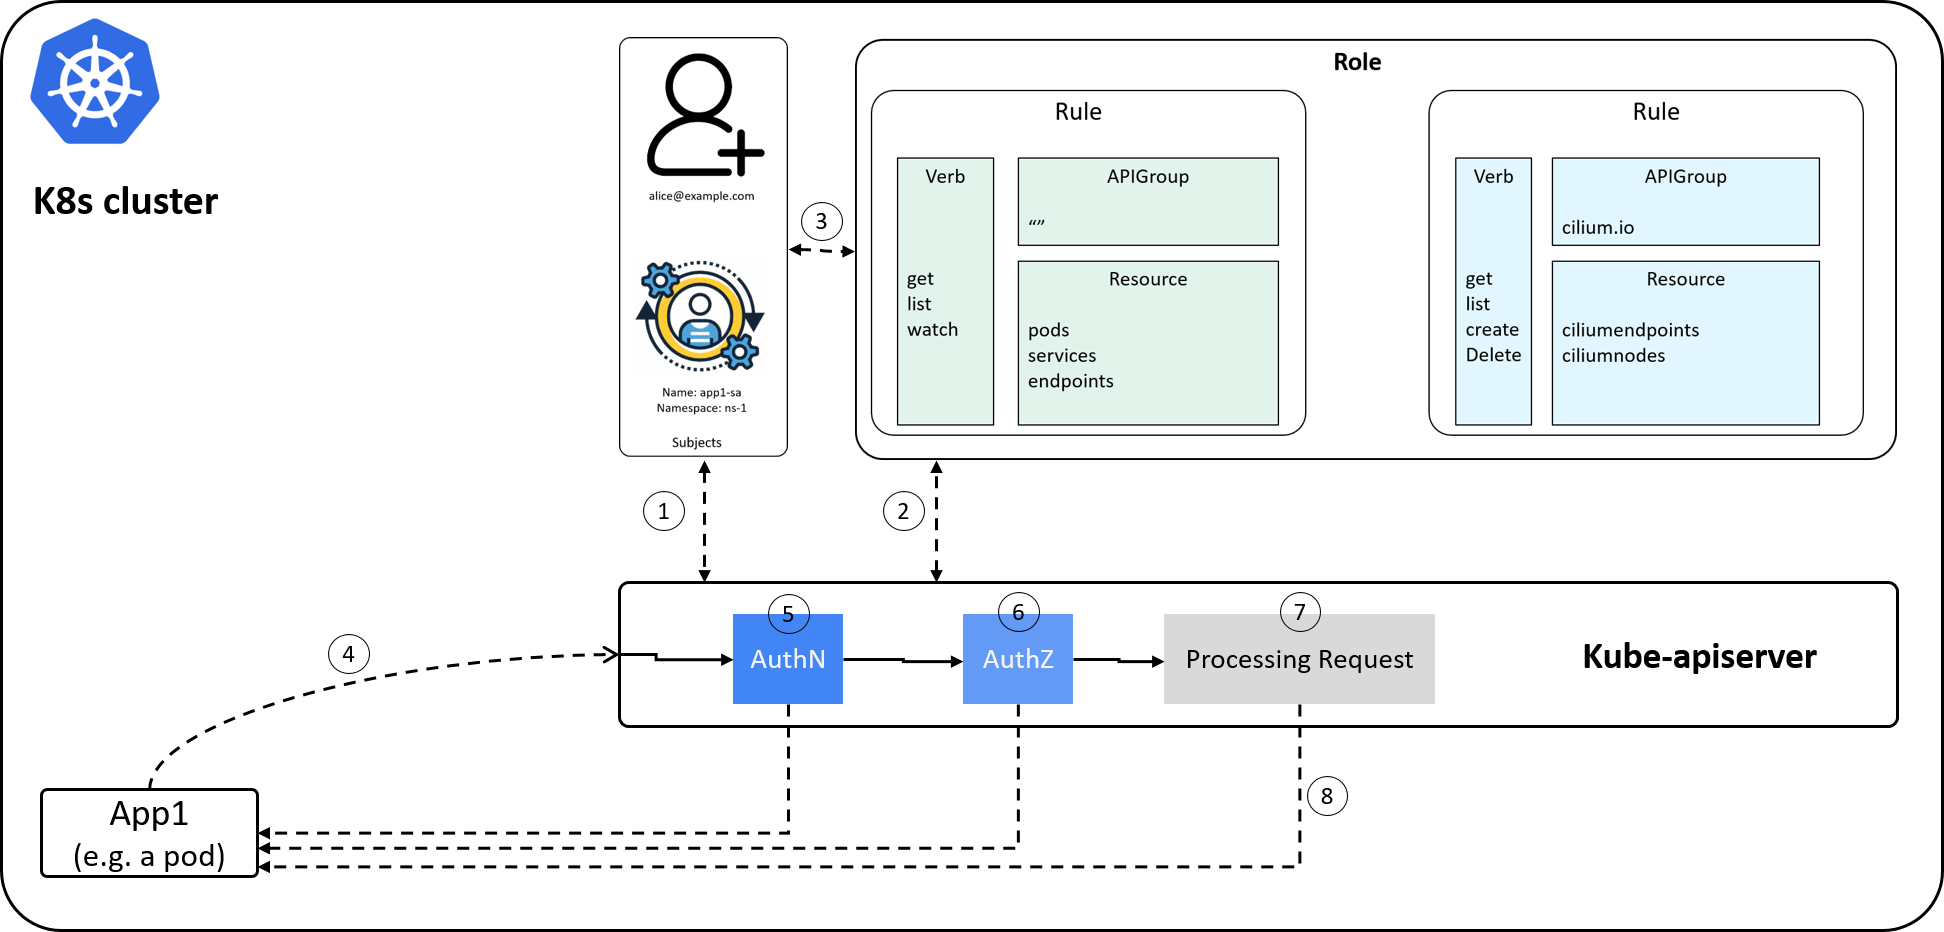 K8s cluster
alice@example.com
Name: app1-sa
Namespace: ns-1
Subjects
3
Role
Rule
Verb
get
list
watch
APIGroup
“”
Resource
pods
services
endpoints
Rule
Verb
get
list
create
Delete
APIGroup
cilium.io
Resource
ciliumendpoints
ciliumnodes
1
2
4
5
AuthN
6
AuthZ
7
Processing Request
Kube-apiserver
8
App1
(e.g. a pod)